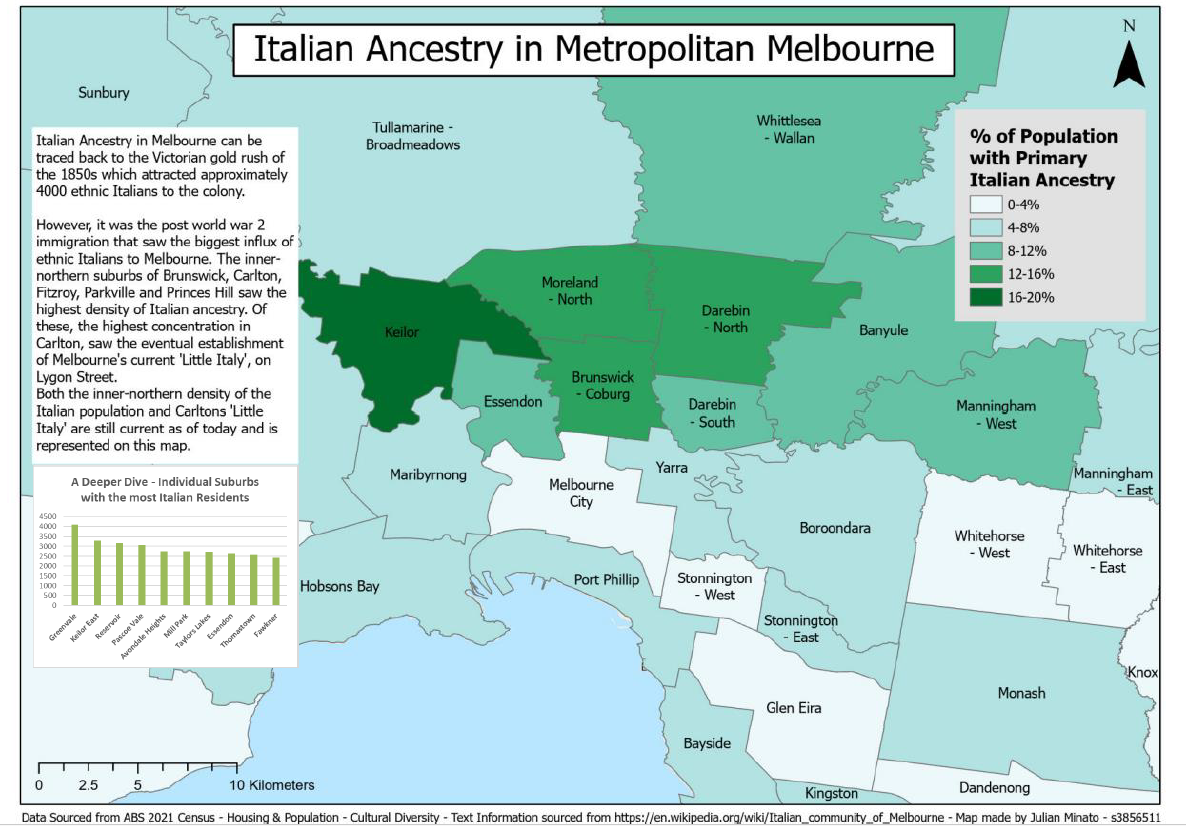 Italian Ancestry in Metropolitan Melbourne
N
Sunbury
Tullamarine -
Broadmeadows
Whittlesea
- Wallan
% of Population
with Primary
Italian Ancestry
0-4%
4-8%
8-12%
12-16%
16-20%
Italian Ancestry in Melbourne can be
traced back to the Victorian gold rush of
the 1850s which attracted approximately
4000 ethnic Italians to the colony.
However, it was the post world war 2
immigration that saw the biggest influx of
ethnic Italians to Melbourne. The inner-
northern suburbs of Brunswick, Carlton,
Fitzroy, Parkville and Princes Hill saw the
highest density of Italian ancestry. Of
these, the highest concentration in
Carlton, saw the eventual establishment
of Melbourne's current 'Little Italy', on
Lygon Street.
Both the inner-northern density of the
Italian population and Carltons 'Little
Italy' are still current as of today and is
represented on this map.
Moreland
- North
Darebin
- North
Keilor
Banyule
Brunswick
- Coburg
Essendon
Darebin
- South
Manningham
- West
Maribyrnong
Melbourne
City
Yarra
Manningham
- East
Boroondara
Whitehorse
- West
Whitehorse
- East
Hobsons Bay
Port Phillip
Stonnington
- West
Stonnington
- East
Knox
Monash
Glen Eira
Bayside
Kingston
Dandenong
A Deeper Dive - Individual Suburbs
with the most Italian Residents
4500
4000
3500
3000
2500
2000
1500
1000
500
0
Greenvale
Keilor East
Reservoir
Pascoe Vale
Avondale Heights
Mill Park
Taylors Lakes
Essendon
Thomastown
Fawkner
0 2.5 5 10 Kilometers
Data Sourced from ABS 2021 Census - Housing & Population - Cultural Diversity - Text Information sourced from https://en.wikipedia.org/wiki/Italian_community_of_Melbourne - Map made by Julian Minato - s3856511